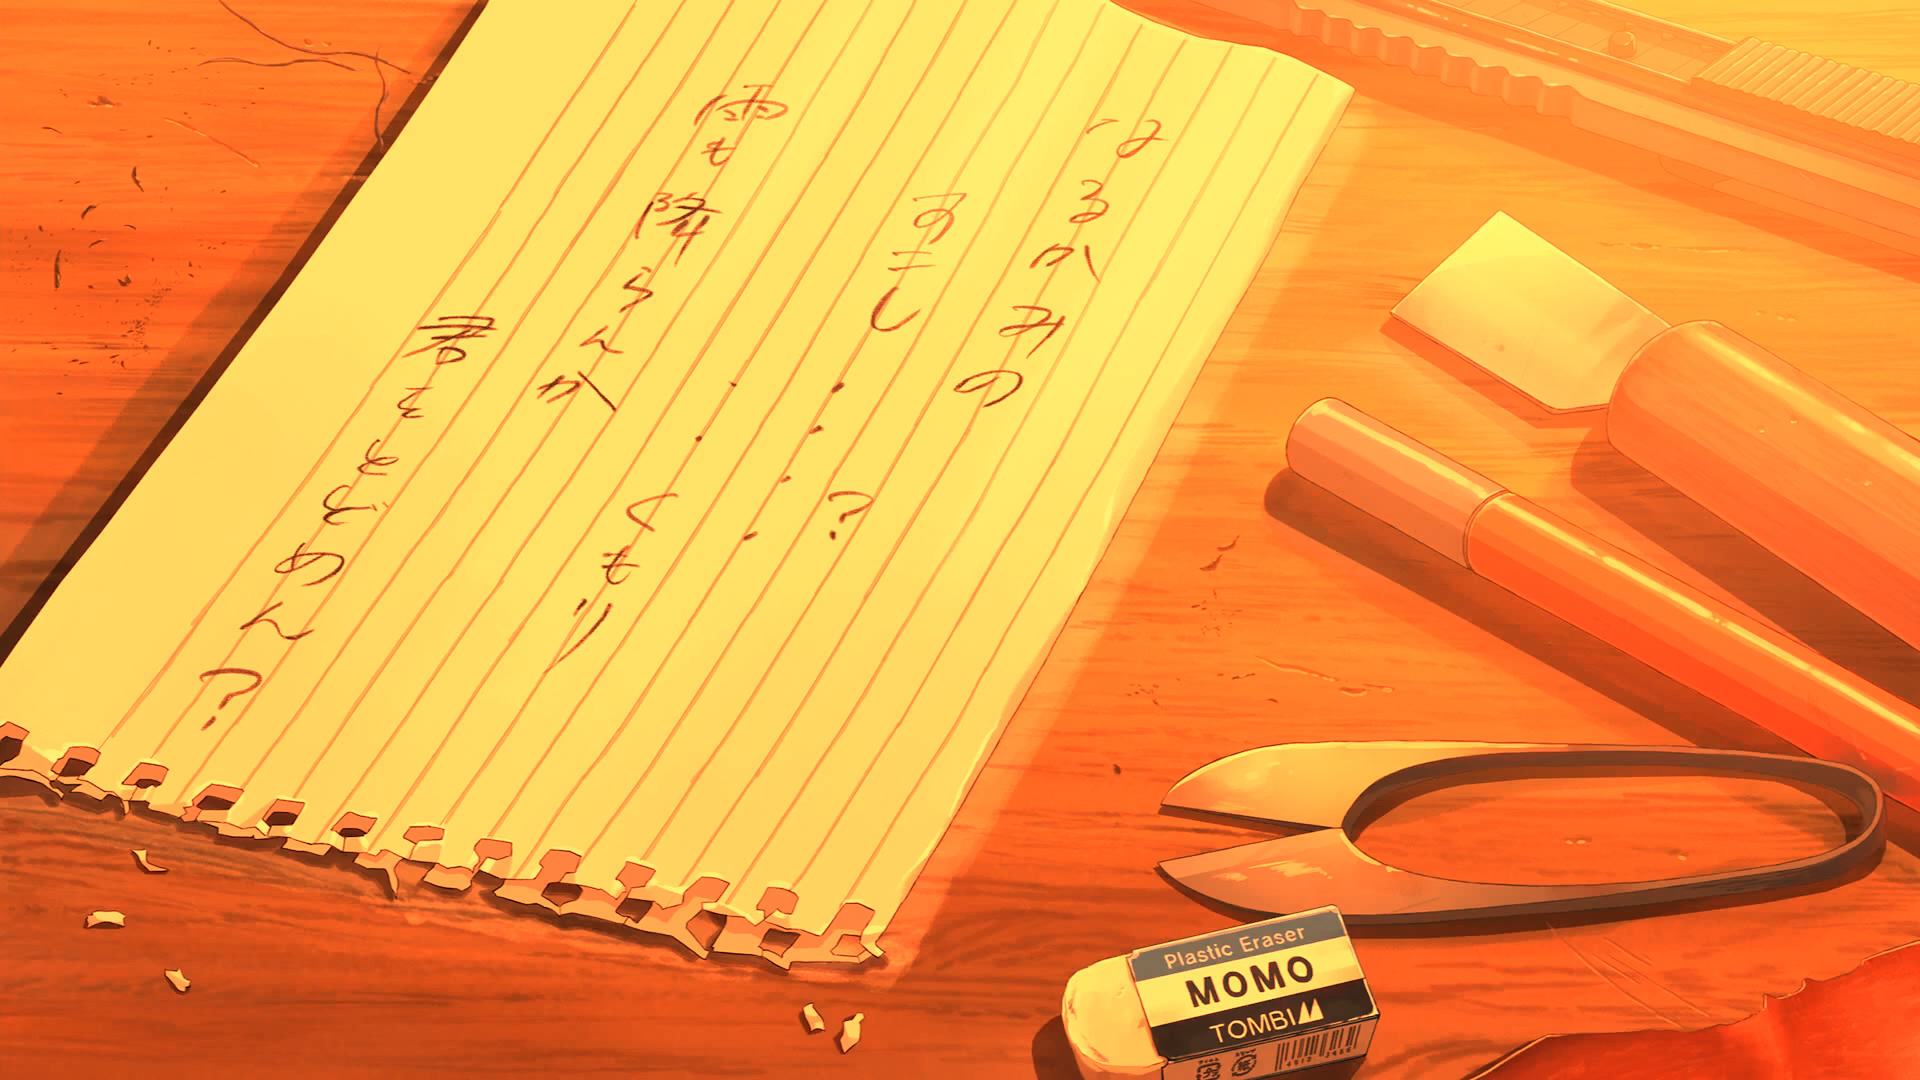 なるかみの
すこし・・・・?
・・くもり
雨も降らんか
君をとどめん?
Plastic Eraser
MOMO
TOMBI